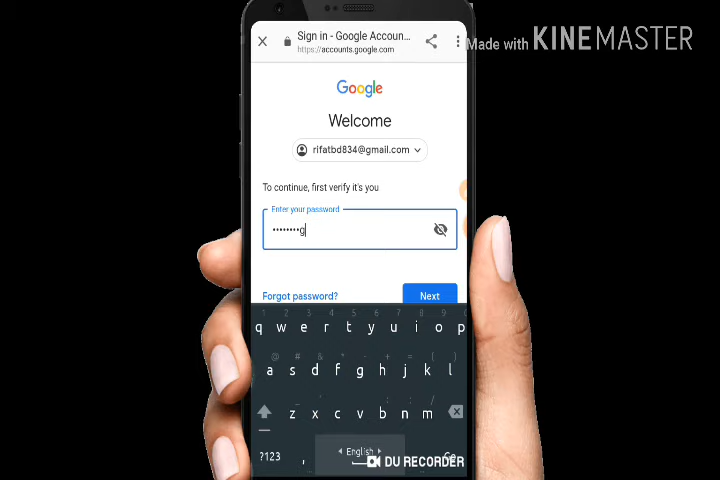 Sign in - Google Accoun...
https://accounts.google.com
Made with KINEMASTER
Google
Welcome
rifatbd834@gmail.com
To continue, first verify it's you
Enter your password
••••••••g
Forgot password?
Next
1 2 3 4 5 6 7 8 9
q w e r t y u i o p
@ # & * - + = ( )
a s d f g h j k l
z x c v b n m
?123 , English Go
DU RECORDER